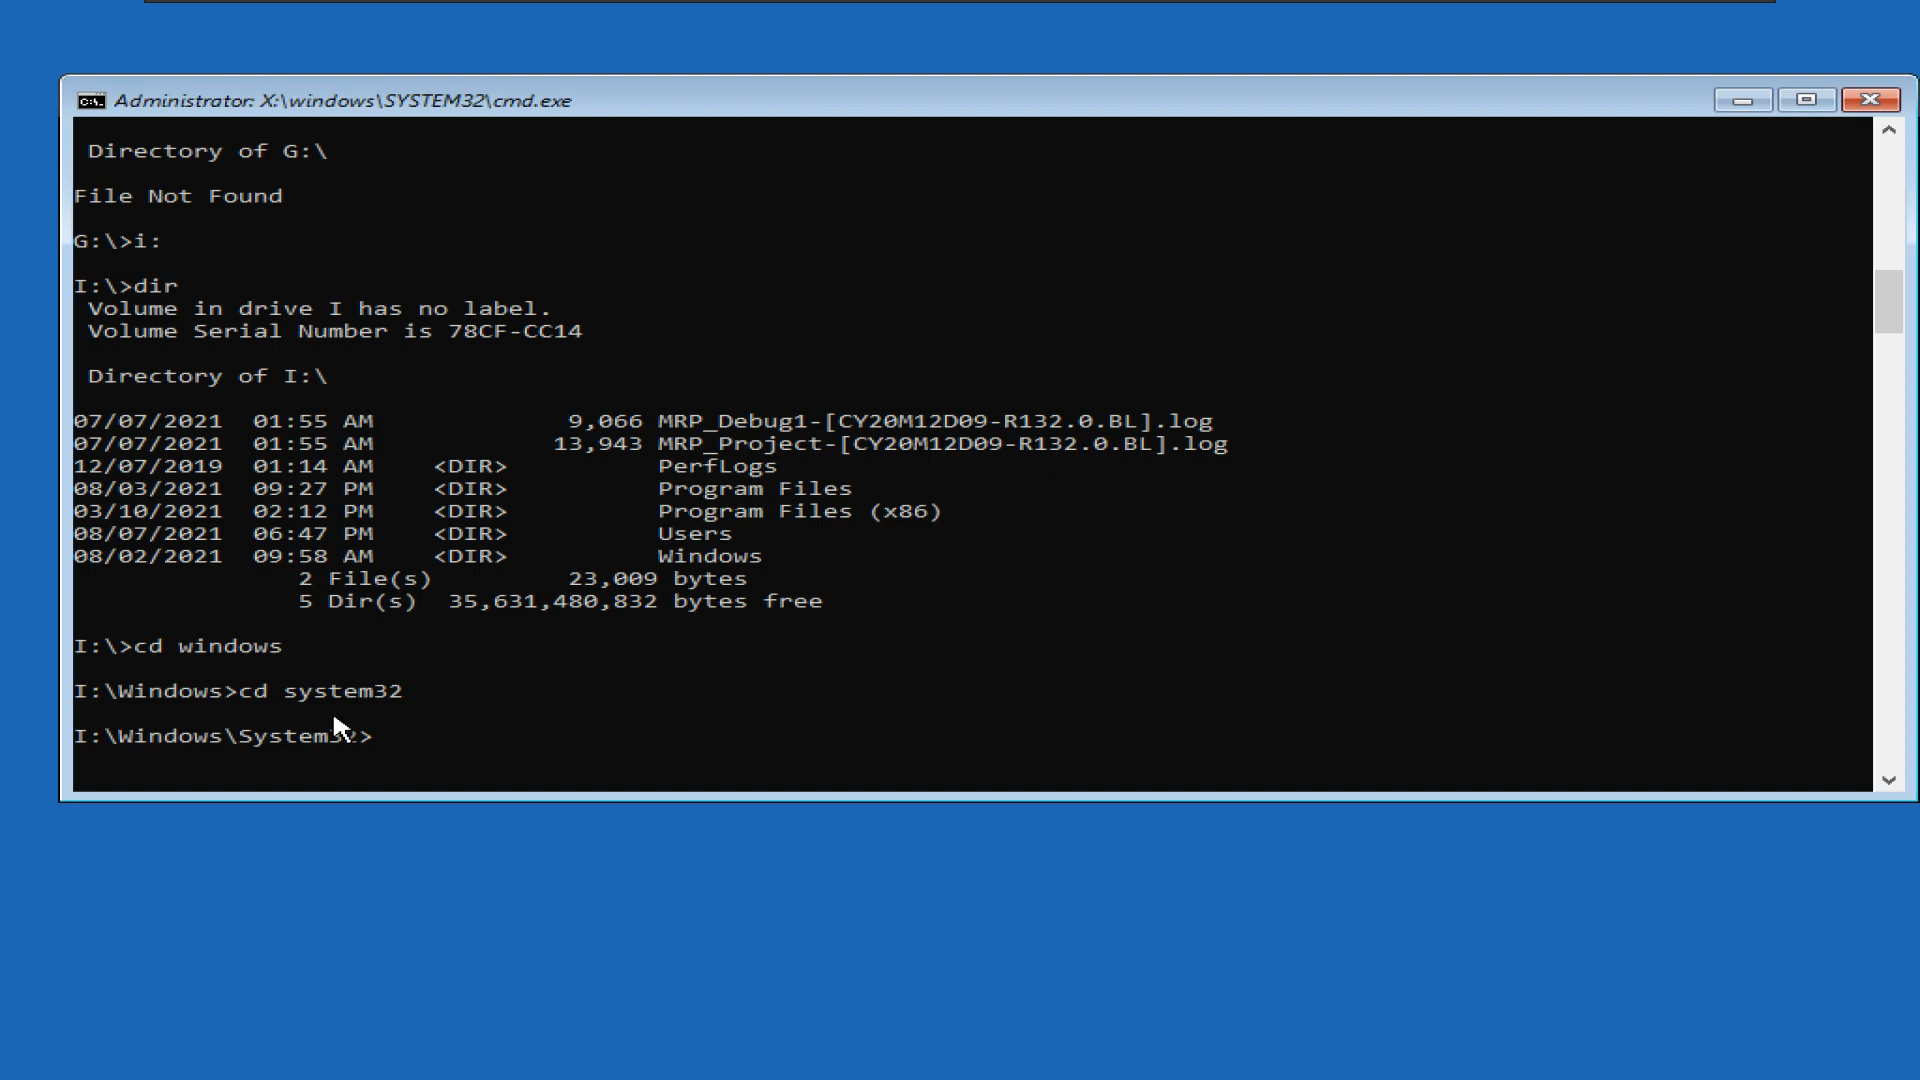 Administrator: X:\windows\SYSTEM32\cmd.exe
Directory of G:\
File Not Found
G:\>i:
I:\>dir
Volume in drive I has no label.
Volume Serial Number is 78CF-CC14
Directory of I:\
07/07/2021  01:55 AM             9,066 MRP_Debug1-[CY20M12D09-R132.0.BL].log
07/07/2021  01:55 AM            13,943 MRP_Project-[CY20M12D09-R132.0.BL].log
12/07/2019  01:14 AM    <DIR>          PerfLogs
08/03/2021  09:27 PM    <DIR>          Program Files
03/10/2021  02:12 PM    <DIR>          Program Files (x86)
08/07/2021  06:47 PM    <DIR>          Users
08/02/2021  09:58 AM    <DIR>          Windows
2 File(s)         23,009 bytes
5 Dir(s)  35,631,480,832 bytes free
I:\>cd windows
I:\Windows>cd system32
I:\Windows\System32>